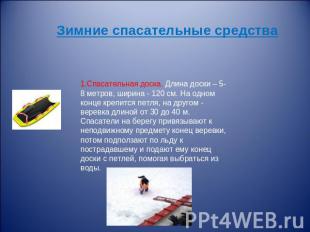 Зимние спасательные средства
1.Спасательная доска. Длина доски – 5-
8 метров, ширина - 120 см. На одном
конце крепится петля, на другом -
веревка длиной от 30 до 40 м.
Спасатели на берегу привязывают к
неподвижному предмету конец веревки,
потом подползают по льду к
пострадавшему и подают ему конец
доски с петлей, помогая выбраться из
воды.
PPt4WEB.ru